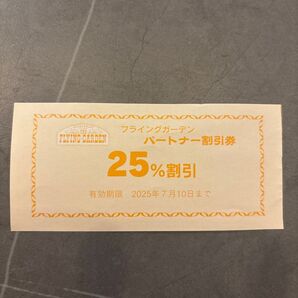 FLYING GARDEN
フライングガーデン
パートナー割引券
25%割引
有効期限 2025年7月10日まで